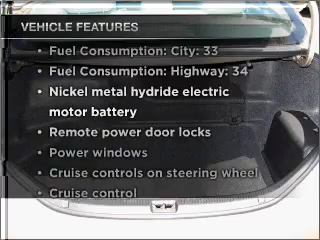 VEHICLE FEATURES
• Fuel Consumption: City: 33
• Fuel Consumption: Highway: 34
• Nickel metal hydride electric
motor battery
• Remote power door locks
• Power windows
• Cruise controls on steering wheel
• Cruise control